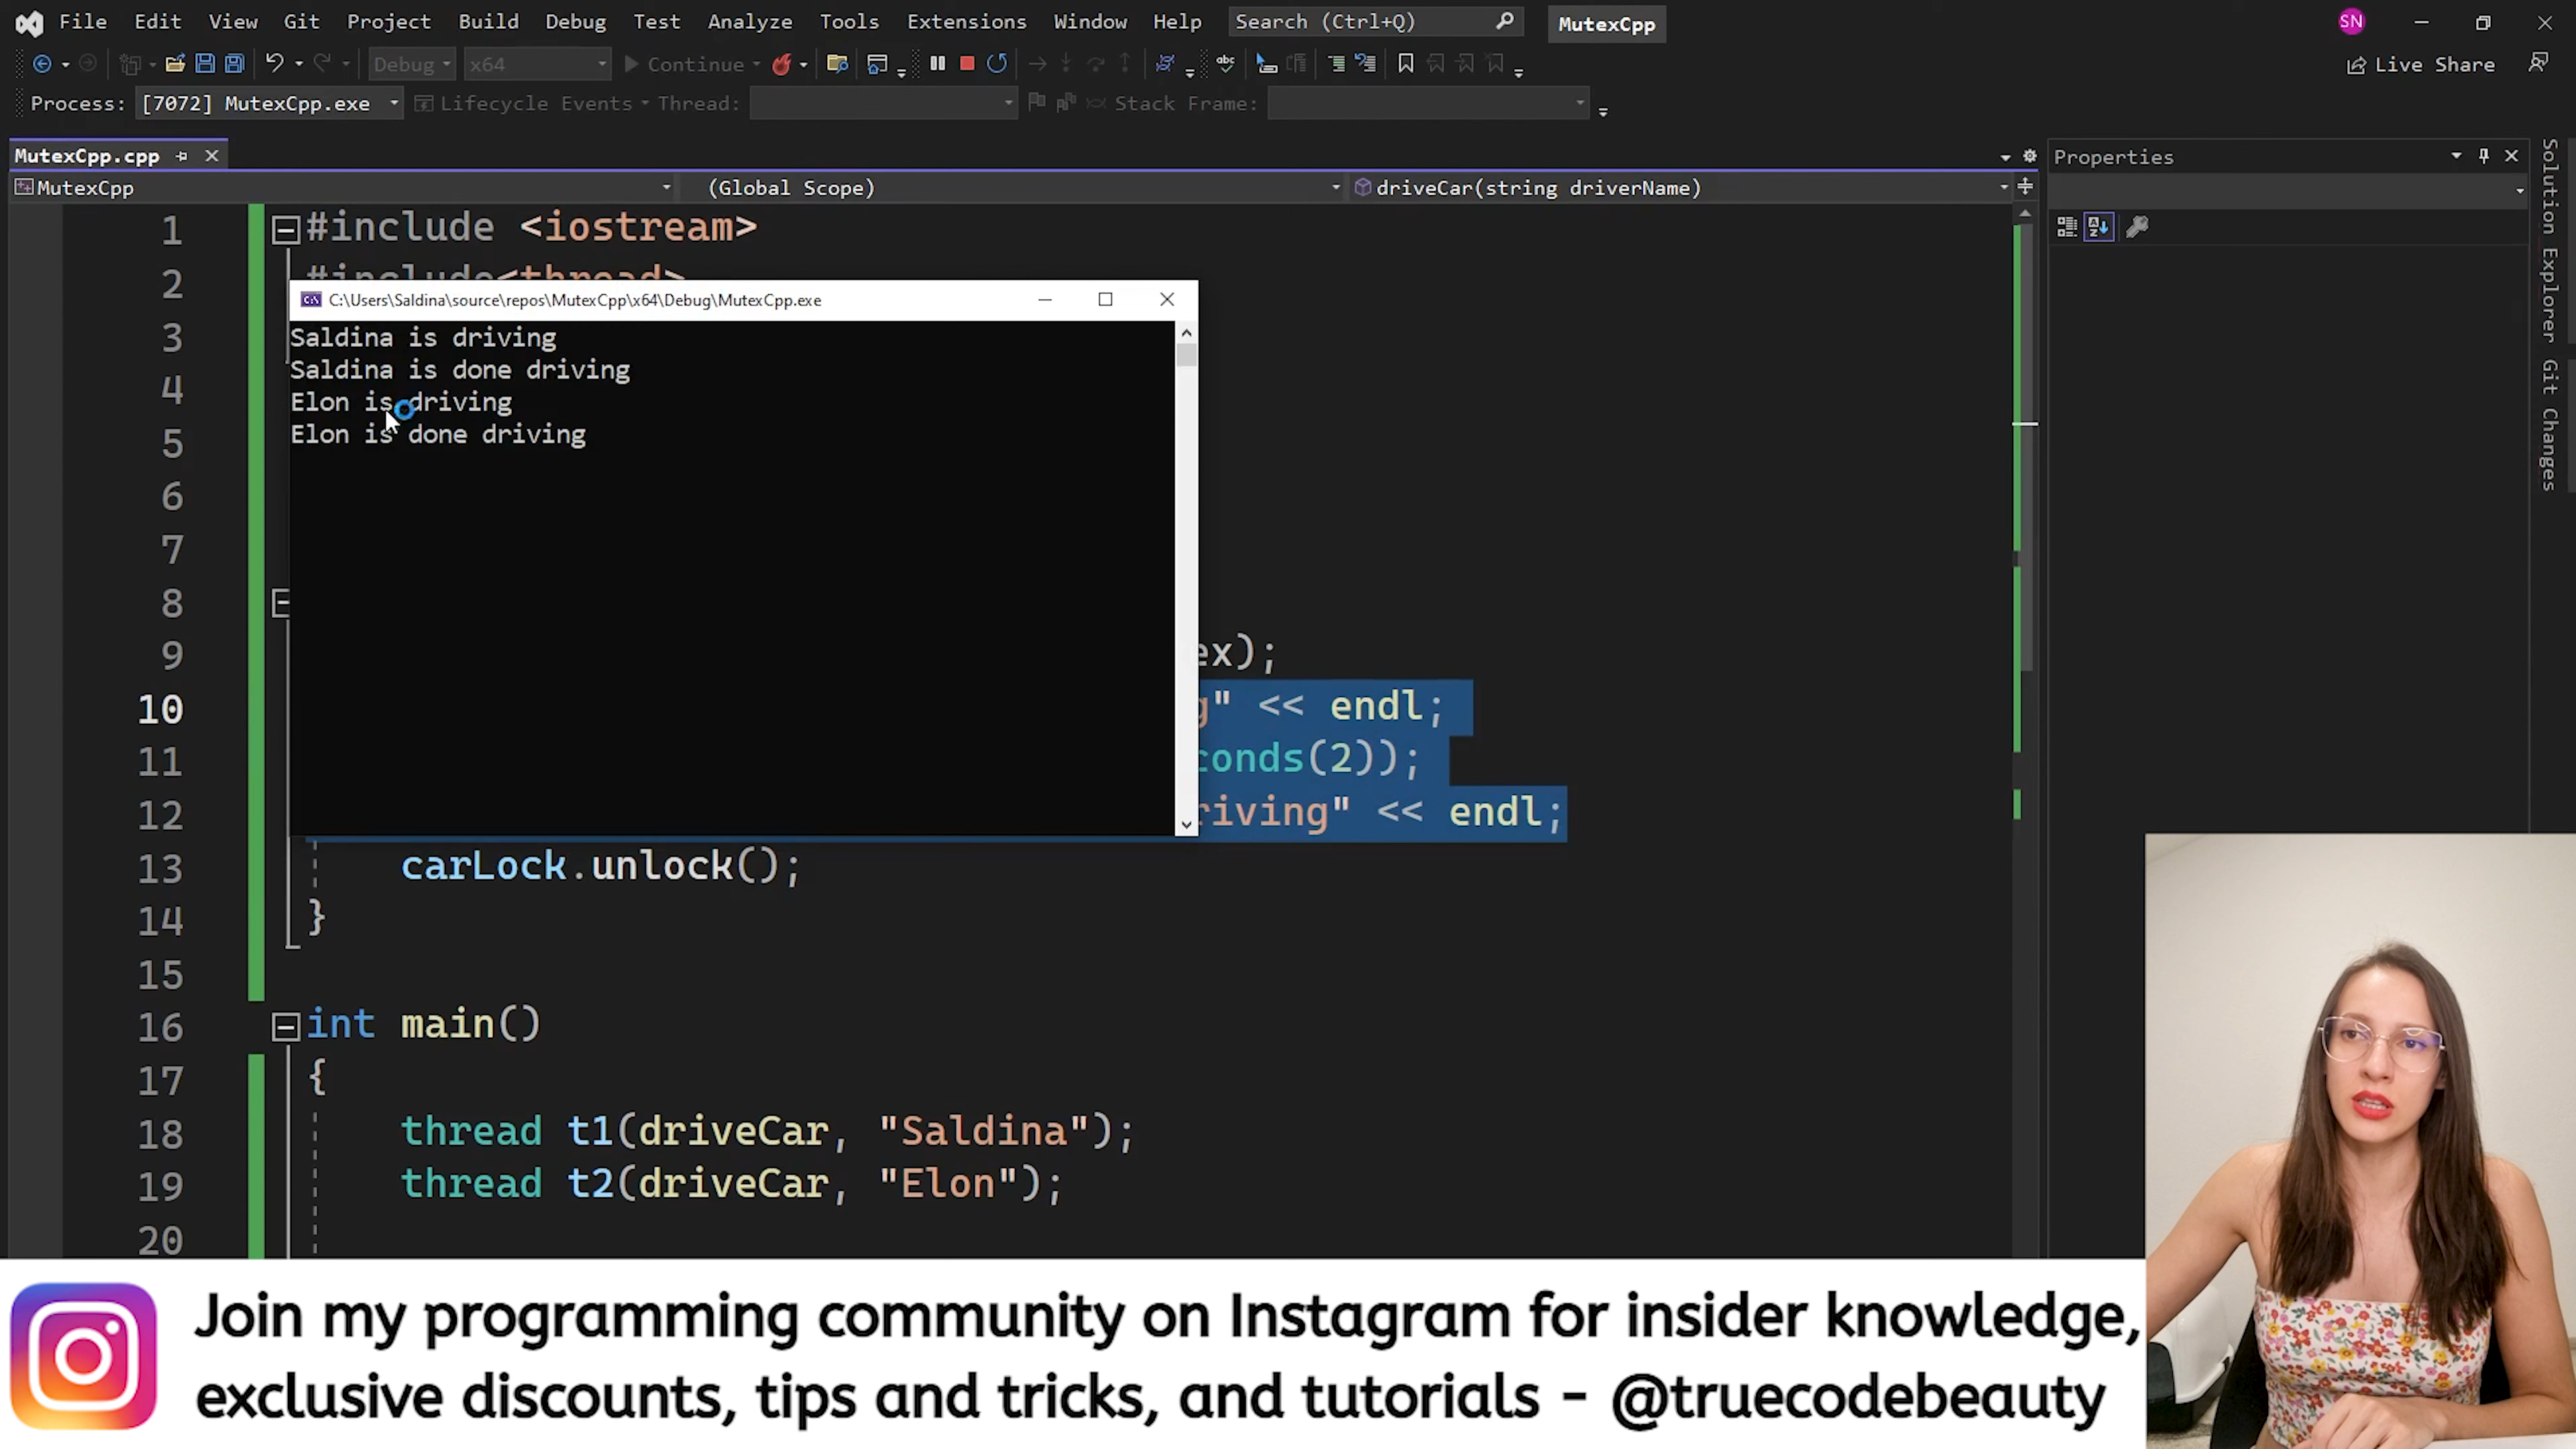 File Edit View Git Project Build Debug Test Analyze Tools Extensions Window Help Search (Ctrl+Q) MutexCpp SN
Debug x64 Continue abc Live Share
Process: [7072] MutexCpp.exe Lifecycle Events Thread: Stack Frame:
MutexCpp.cpp
MutexCpp (Global Scope) driveCar(string driverName)
Properties
Solution Explorer
Git Changes
1 #include <iostream>
2 #include<thread>
C:\Users\Saldina\source\repos\MutexCpp\x64\Debug\MutexCpp.exe
Saldina is driving
Saldina is done driving
Elon is driving
Elon is done driving
3
4
5
6
7
8
9 ex);
10 g" << endl;
11 conds(2));
12 riving" << endl;
13 carLock.unlock();
14 }
15
16 int main()
17 {
18 thread t1(driveCar, "Saldina");
19 thread t2(driveCar, "Elon");
20
Join my programming community on Instagram for insider knowledge,
exclusive discounts, tips and tricks, and tutorials - @truecodebeauty